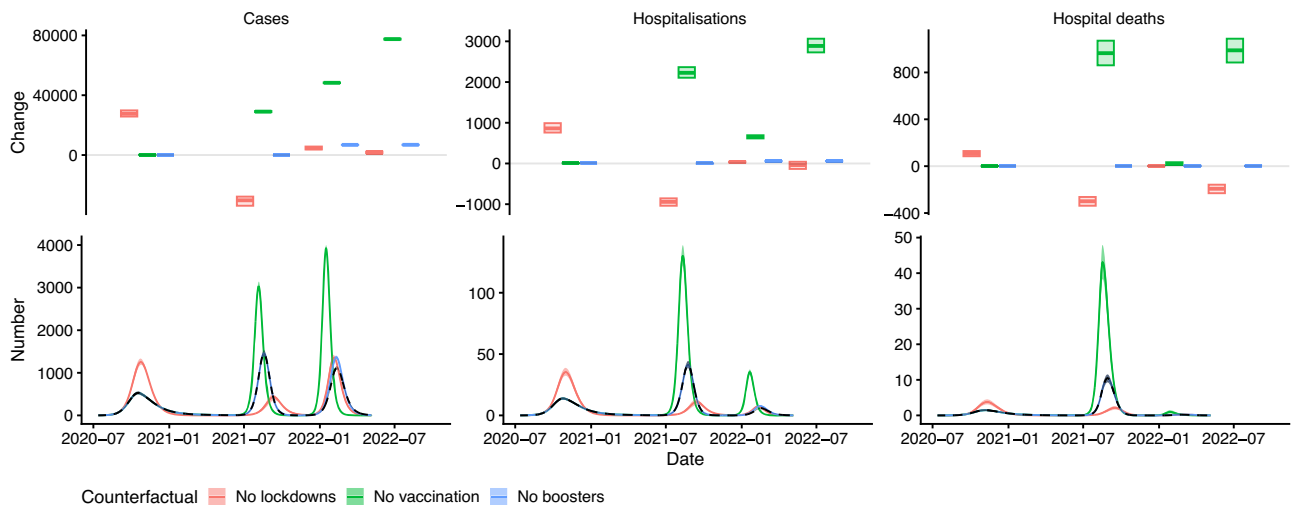 Cases
Hospitalisations
Hospital deaths
Change
80000
40000
0
3000
2000
1000
0
−1000
800
400
0
−400
Number
4000
3000
2000
1000
0
100
50
0
50
40
30
20
10
0
2020−07 2021−01 2021−07 2022−01 2022−07
2020−07 2021−01 2021−07 2022−01 2022−07
2020−07 2021−01 2021−07 2022−01 2022−07
Date
Counterfactual No lockdowns No vaccination No boosters